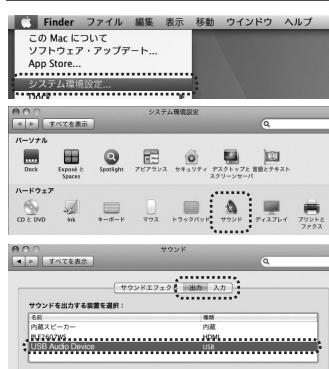 Finder ファイル 編集 表示 移動 ウインドウ ヘルプ
この Mac について
ソフトウェア・アップデート...
App Store...
システム環境設定...
Dock
システム環境設定
すべてを表示
パーソナル
Dock Exposé と Spaces Spotlight アピアランス セキュリティ デスクトップと スクリーンセーバ 言語とテキスト
ハードウェア
CD と DVD Ink キーボード マウス トラックパッド サウンド ディスプレイ プリントと ファクス
サウンド
すべてを表示
サウンドエフェク 出力 入力
サウンドを出力する装置を選択：
名前 種類
内蔵スピーカー 内蔵
PLE2607WS HDMI
USB Audio Device USB